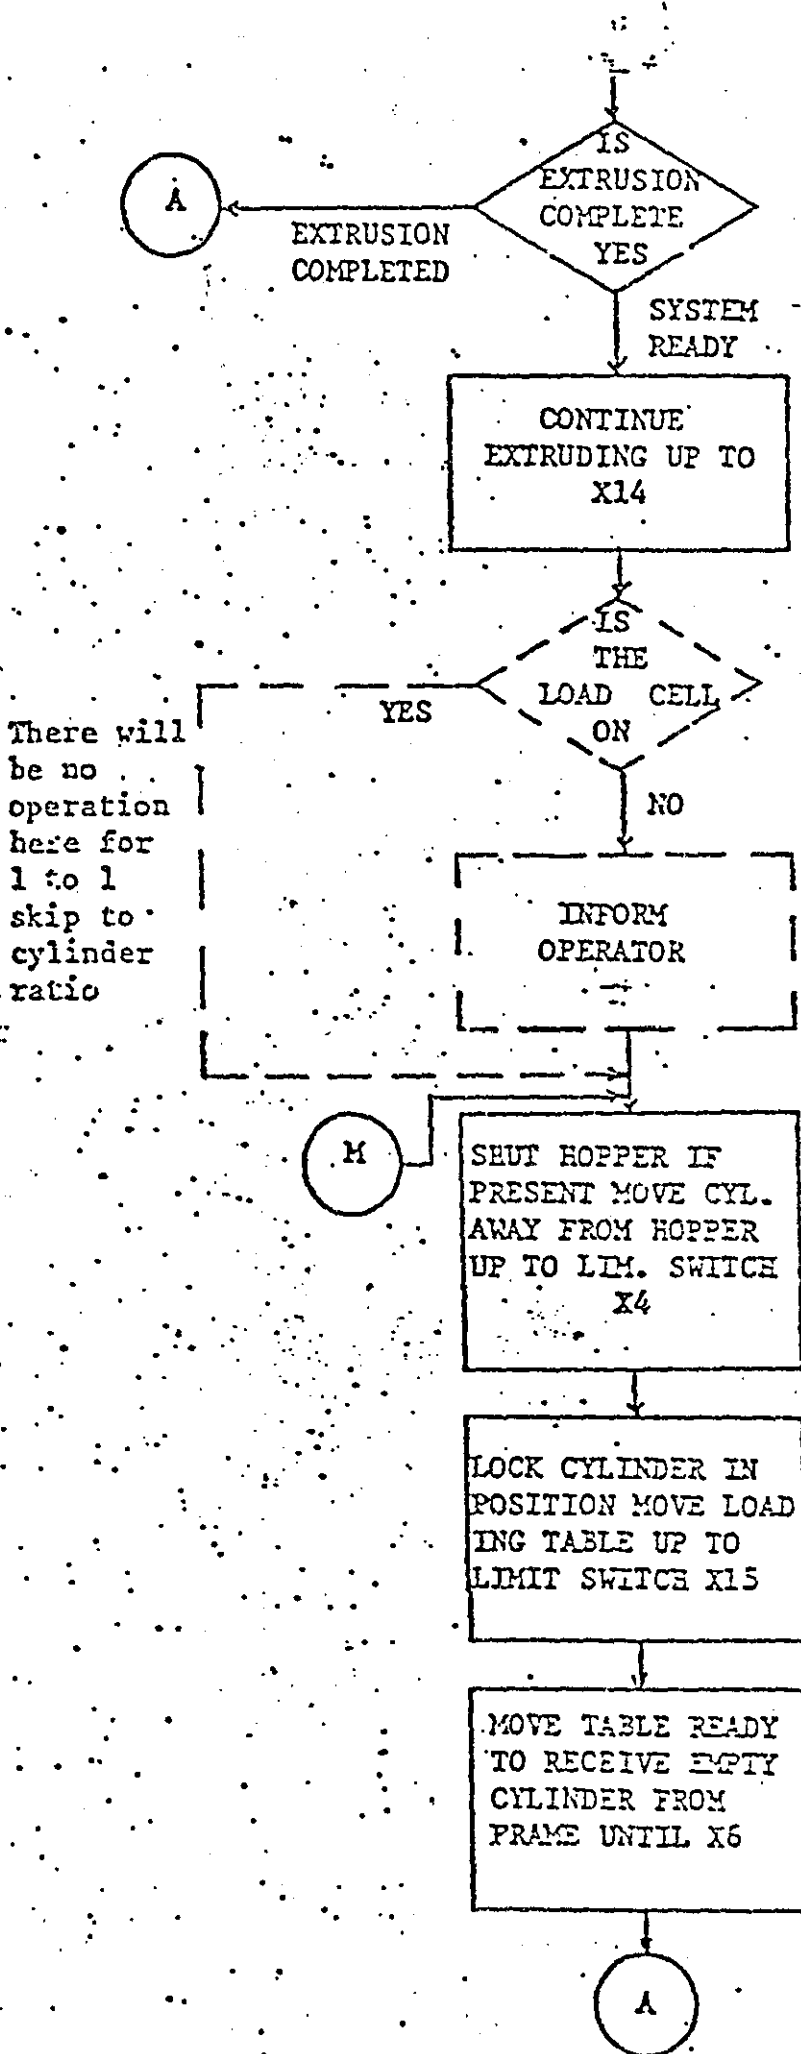 IS
EXTRUSION
COMPLETE
YES
A
EXTRUSION
COMPLETED
SYSTEM
READY
CONTINUE
EXTRUDING UP TO
X14
IS
THE
LOAD CELL
ON
YES
NO
There will
be no
operation
here for
1 to 1
skip to
cylinder
ratio
INFORM
OPERATOR
M
SHUT HOPPER IF
PRESENT MOVE CYL.
AWAY FROM HOPPER
UP TO LIM. SWITCH
X4
LOCK CYLINDER IN
POSITION MOVE LOAD
ING TABLE UP TO
LIMIT SWITCH X15
MOVE TABLE READY
TO RECEIVE EMPTY
CYLINDER FROM
FRAME UNTIL X6
A